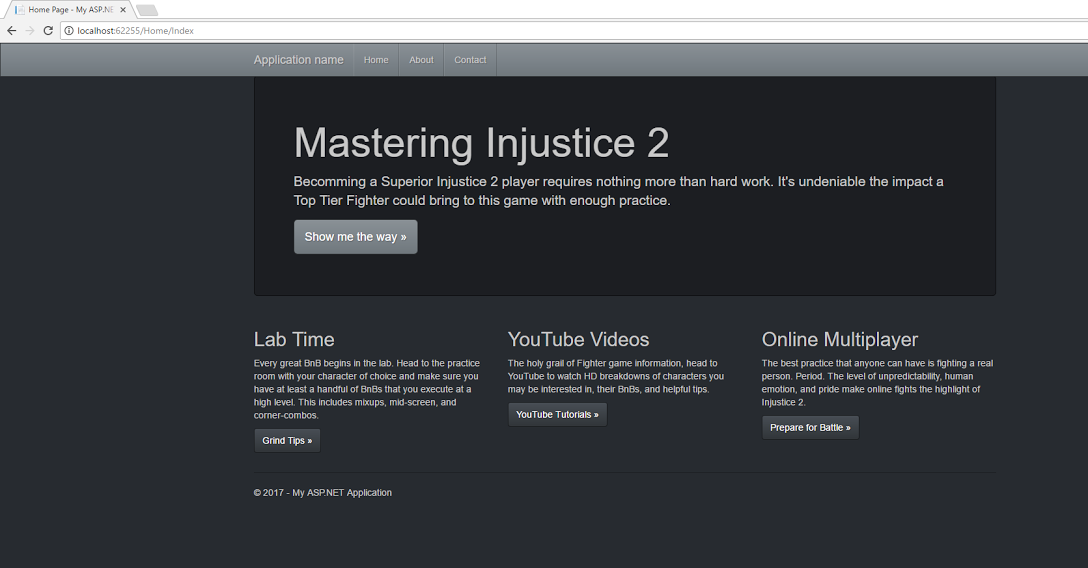 Home Page - My ASP.NE
localhost:62255/Home/Index
Application name Home About Contact
Mastering Injustice 2
Becomming a Superior Injustice 2 player requires nothing more than hard work. It's undeniable the impact a
Top Tier Fighter could bring to this game with enough practice.
Show me the way »
Lab Time
Every great BnB begins in the lab. Head to the practice
room with your character of choice and make sure you
have at least a handful of BnBs that you execute at a
high level. This includes mixups, mid-screen, and
corner-combos.
Grind Tips »
YouTube Videos
The holy grail of Fighter game information, head to
YouTube to watch HD breakdowns of characters you
may be interested in, their BnBs, and helpful tips.
YouTube Tutorials »
Online Multiplayer
The best practice that anyone can have is fighting a real
person. Period. The level of unpredictability, human
emotion, and pride make online fights the highlight of
Injustice 2.
Prepare for Battle »
© 2017 - My ASP.NET Application